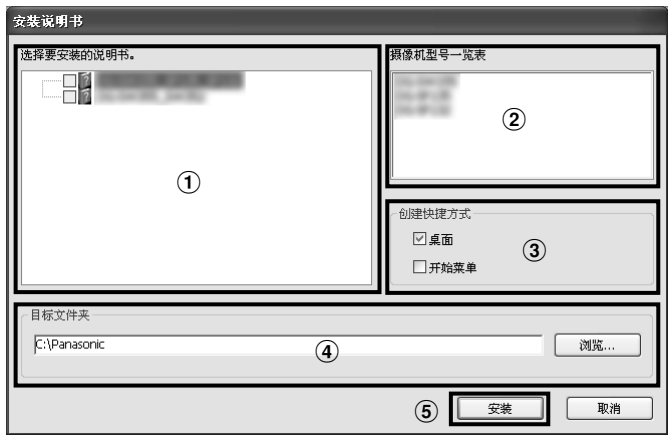 安装说明书
选择要安装的说明书。
①
摄像机型号一览表
②
创建快捷方式
桌面
开始菜单
③
目标文件夹
C:\Panasonic
④
浏览...
⑤
安装
取消